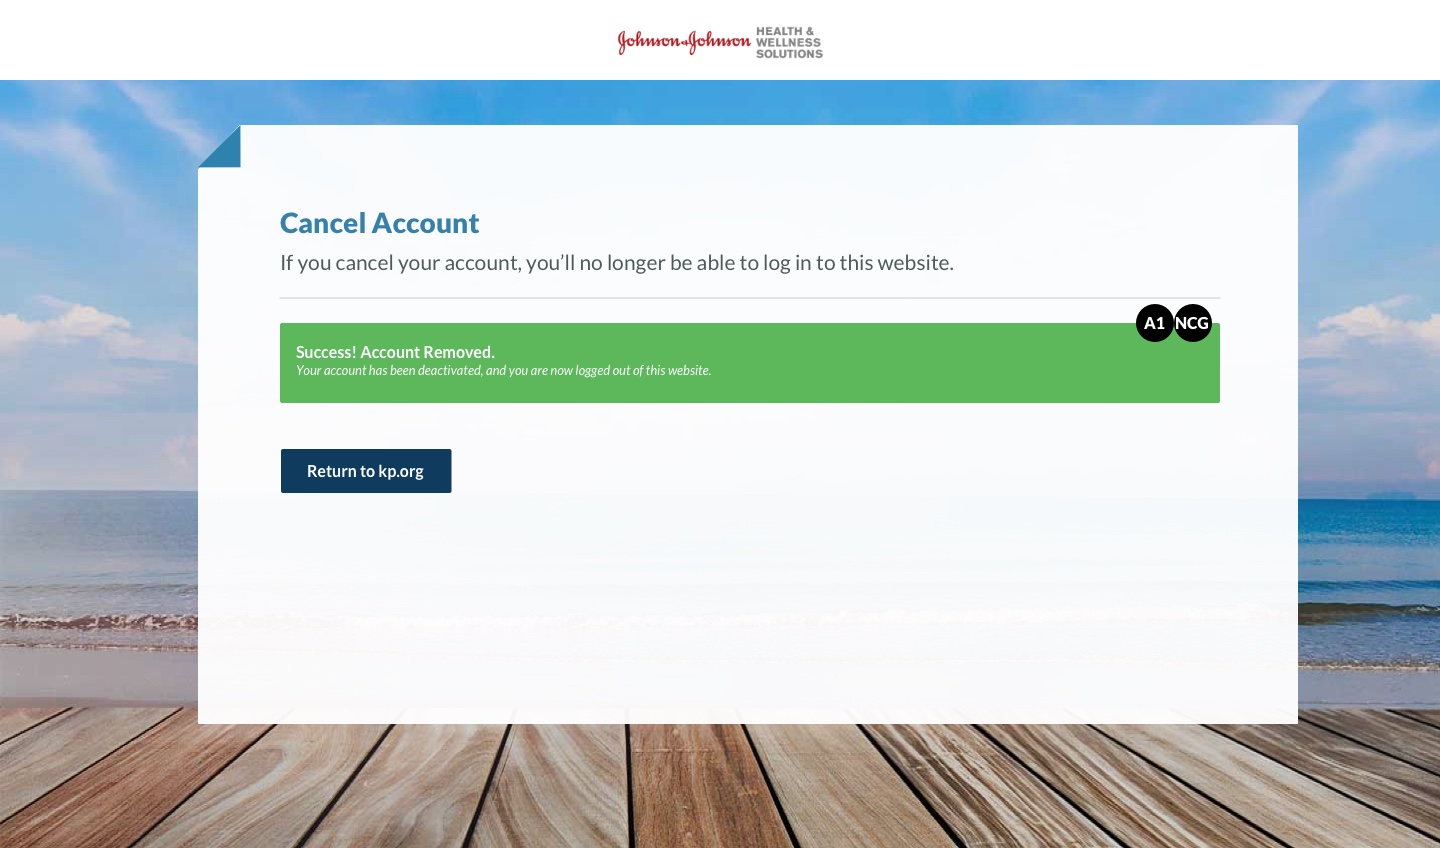 Johnson & Johnson HEALTH &
WELLNESS
SOLUTIONS
Cancel Account
If you cancel your account, you’ll no longer be able to log in to this website.
A1 NCG
Success! Account Removed.
Your account has been deactivated, and you are now logged out of this website.
Return to kp.org